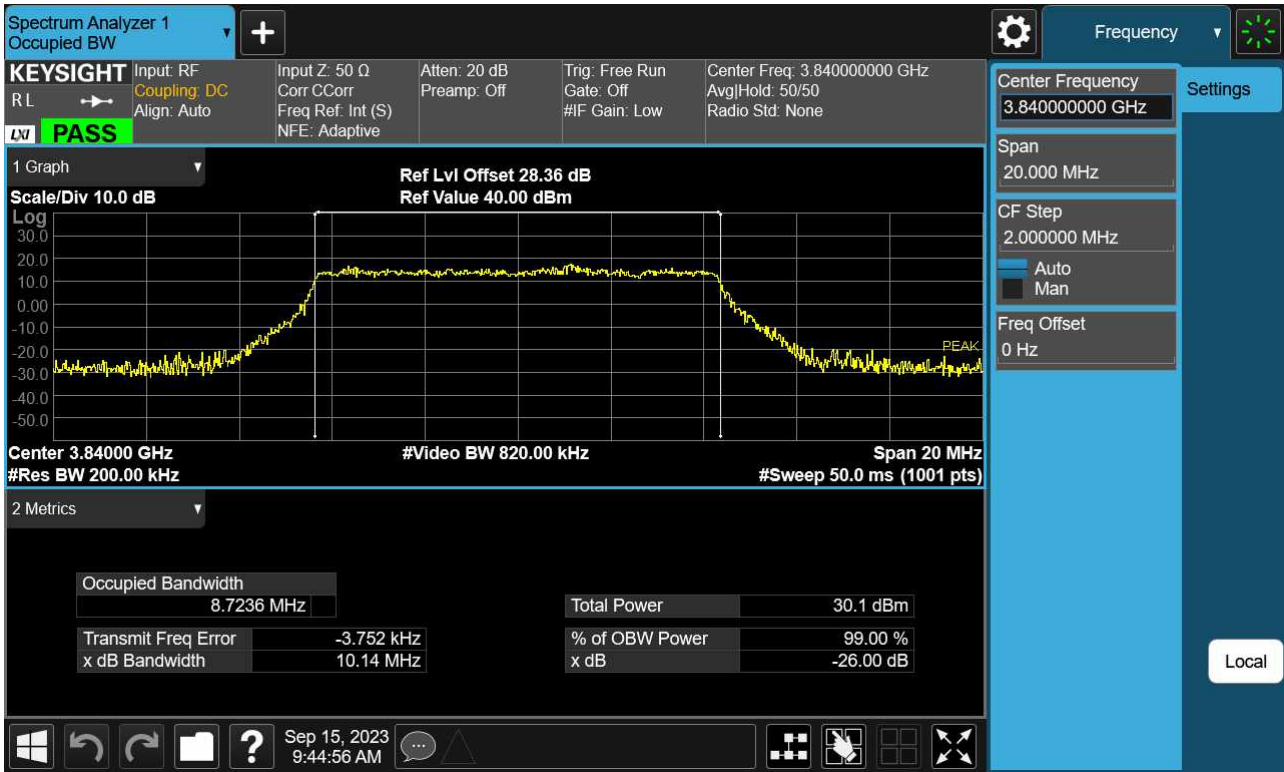 Spectrum Analyzer 1
Occupied BW
Frequency
KEYSIGHT
R L
LXI
PASS
Input: RF
Coupling: DC
Align: Auto
Input Z: 50 Ω
Corr CCorr
Freq Ref: Int (S)
NFE: Adaptive
Atten: 20 dB
Preamp: Off
Trig: Free Run
Gate: Off
#IF Gain: Low
Center Freq: 3.840000000 GHz
Avg|Hold: 50/50
Radio Std: None
Center Frequency
3.840000000 GHz
Settings
Span
20.000 MHz
CF Step
2.000000 MHz
Auto
Man
Freq Offset
0 Hz
1 Graph
Ref Lvl Offset 28.36 dB
Scale/Div 10.0 dB
Ref Value 40.00 dBm
Log
30.0
20.0
10.0
0.00
-10.0
-20.0
-30.0
-40.0
-50.0
PEAK
Center 3.84000 GHz
#Video BW 820.00 kHz
Span 20 MHz
#Res BW 200.00 kHz
#Sweep 50.0 ms (1001 pts)
2 Metrics
Occupied Bandwidth
8.7236 MHz
Total Power 30.1 dBm
Transmit Freq Error -3.752 kHz
% of OBW Power 99.00 %
x dB Bandwidth 10.14 MHz
x dB -26.00 dB
Local
?
Sep 15, 2023
9:44:56 AM